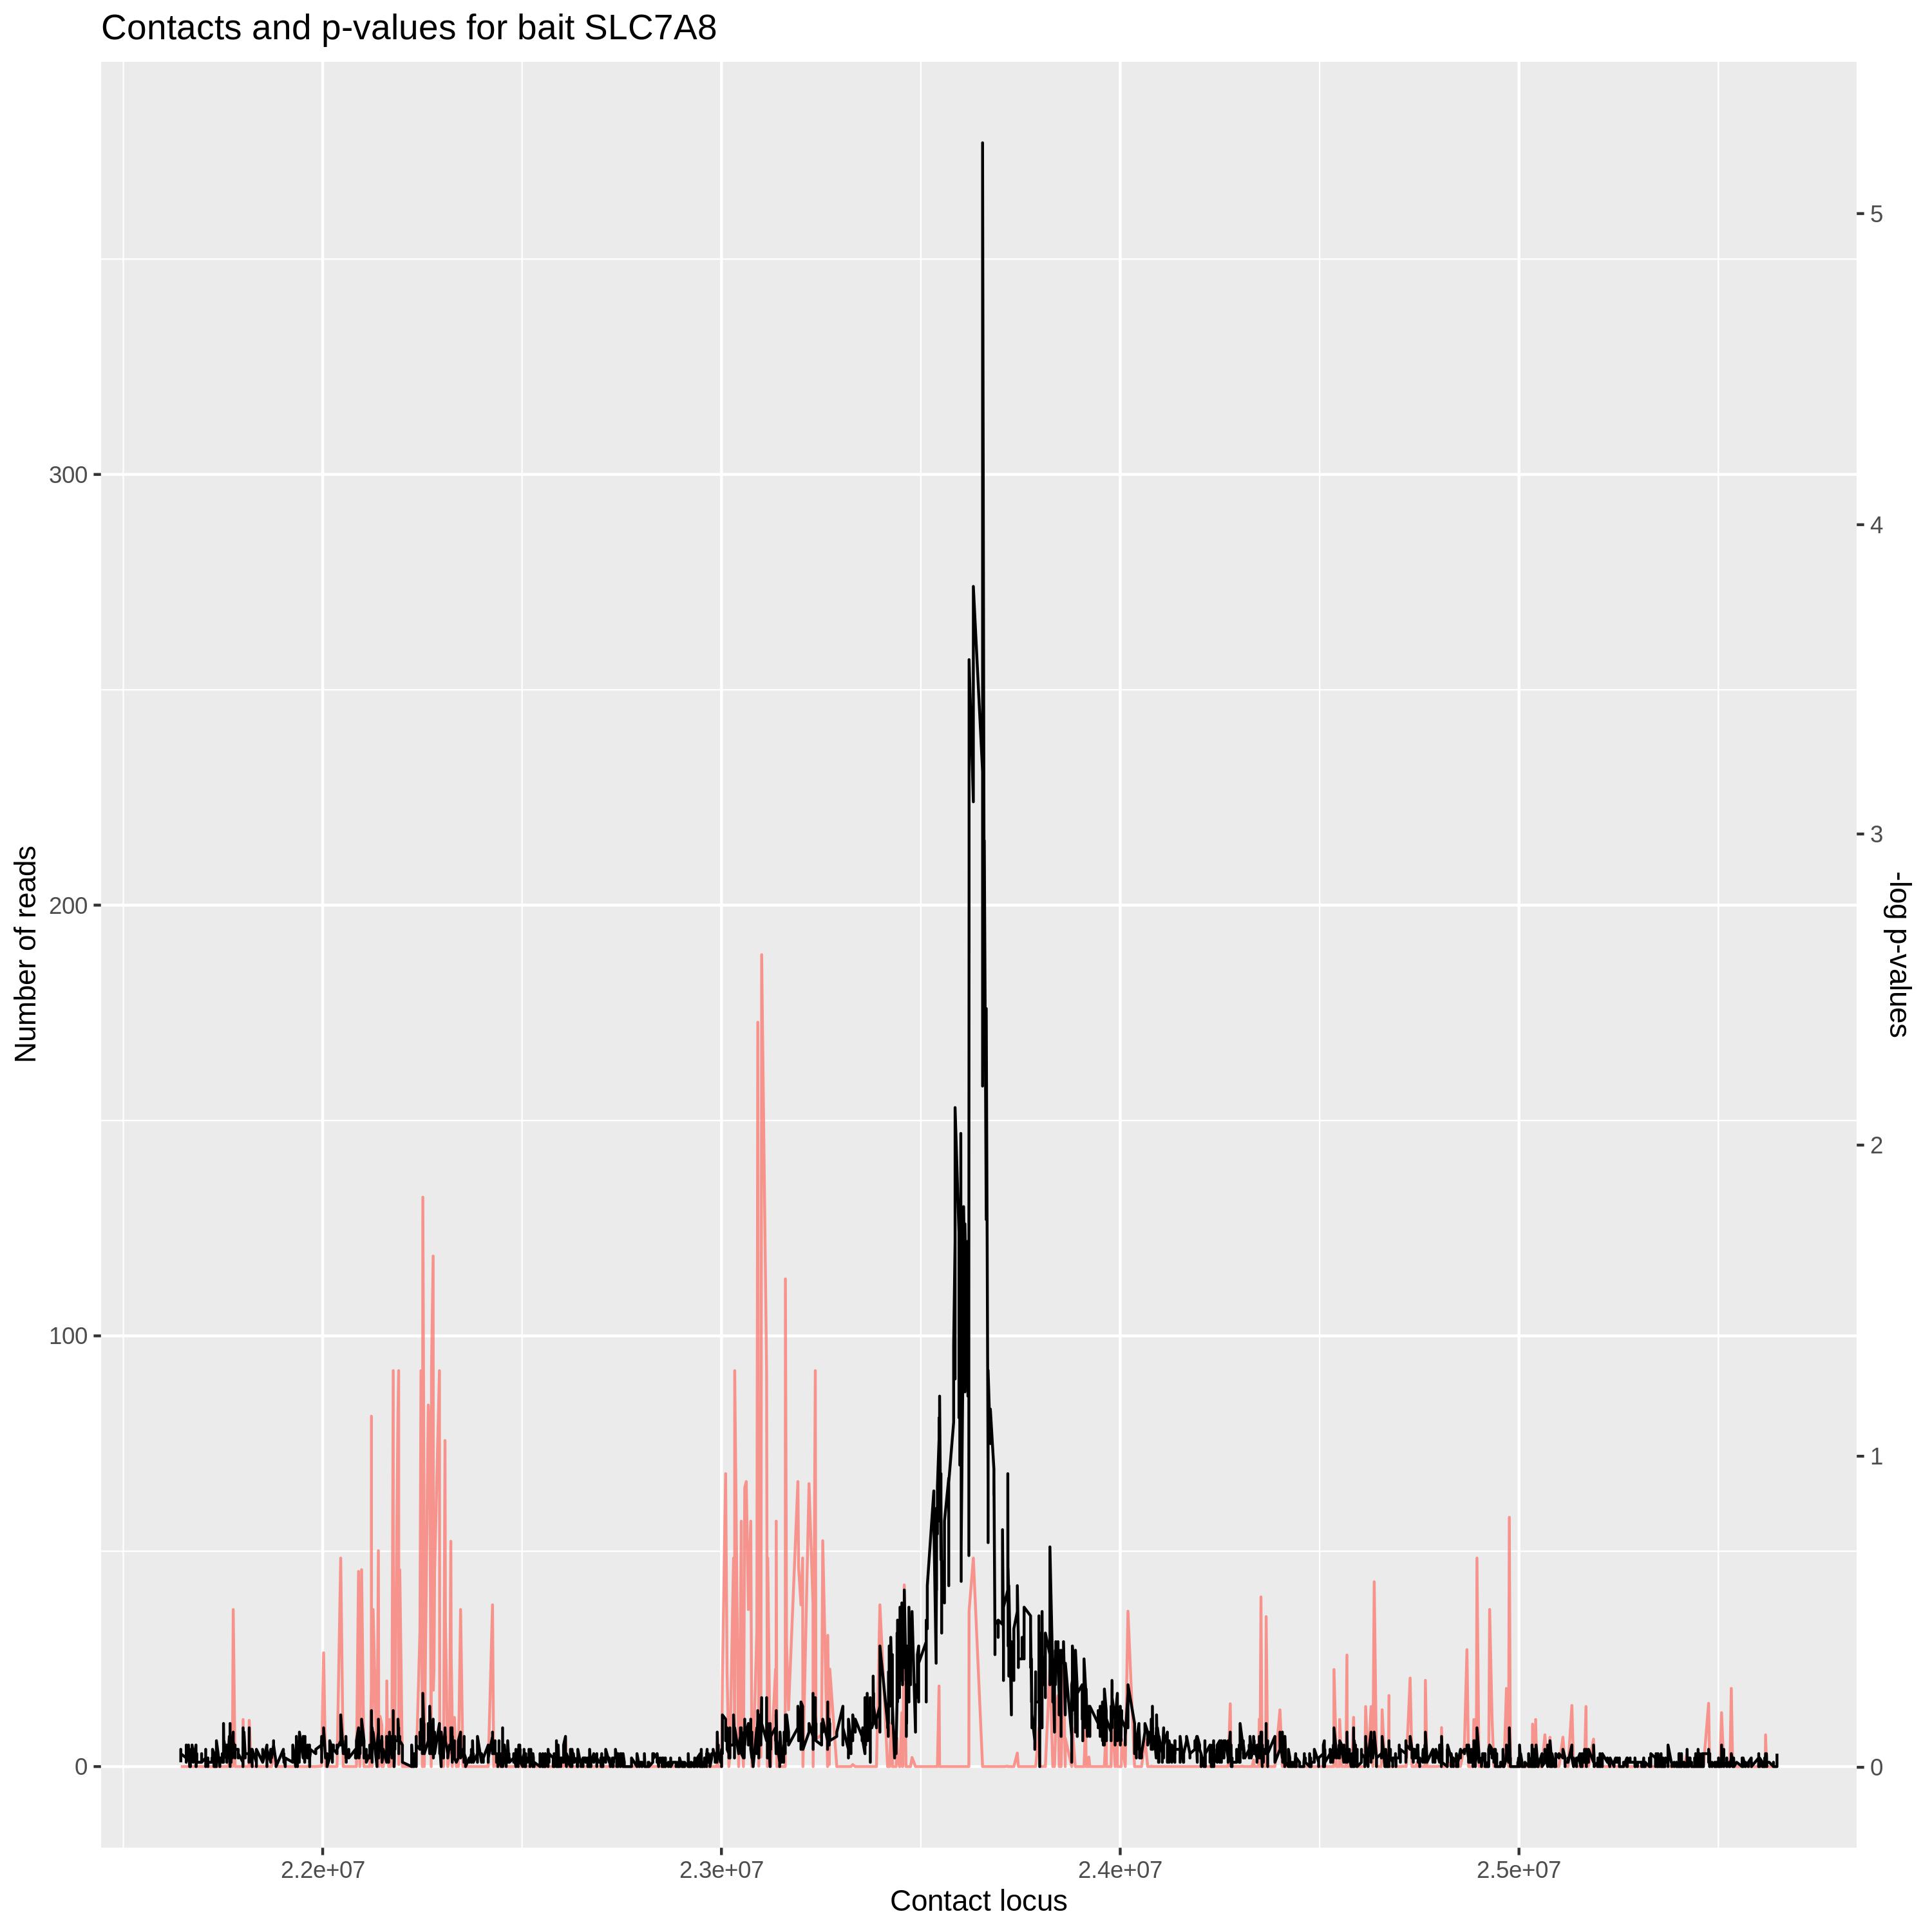 Contacts and p-values for bait SLC7A8
Number of reads
300
200
100
0
5
4
3
2
1
0
-log p-values
2.2e+07 2.3e+07 2.4e+07 2.5e+07
Contact locus